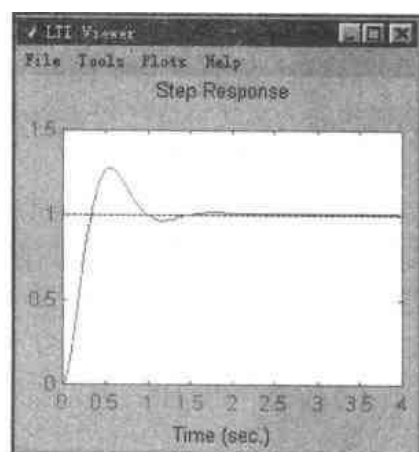 LTI Viewer
File Tools Plots Help
Step Response
1.5
1
0.5
0
0 0.5 1 1.5 2 2.5 3 3.5 4
Time (sec.)